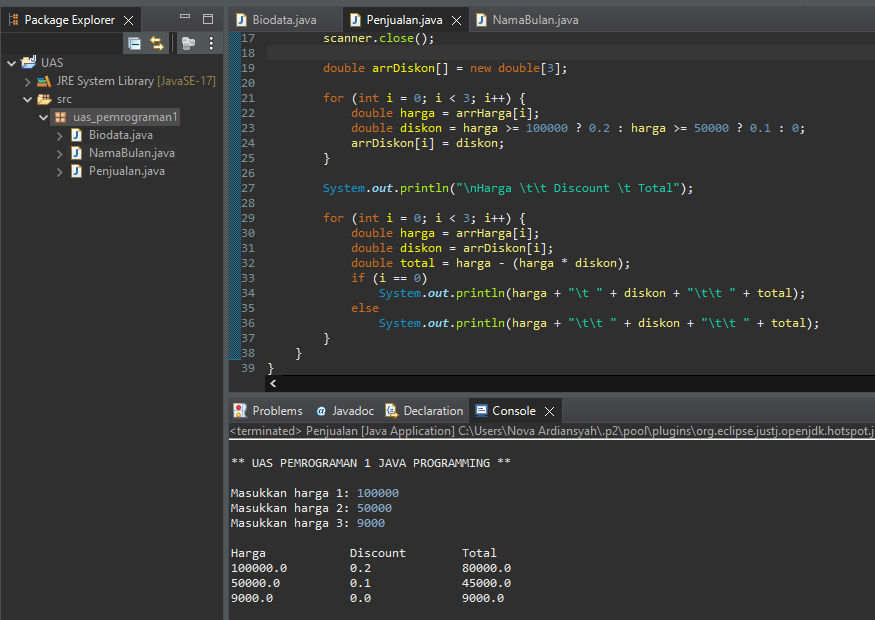 Package Explorer
UAS
JRE System Library [JavaSE-17]
src
uas_pemrograman1
Biodata.java
NamaBulan.java
Penjualan.java
Biodata.java
Penjualan.java
NamaBulan.java
17 scanner.close();
18
19 double arrDiskon[] = new double[3];
20
21 for (int i = 0; i < 3; i++) {
22 double harga = arrHarga[i];
23 double diskon = harga >= 100000 ? 0.2 : harga >= 50000 ? 0.1 : 0;
24 arrDiskon[i] = diskon;
25 }
26
27 System.out.println("\nHarga \t\t Discount \t Total");
28
29 for (int i = 0; i < 3; i++) {
30 double harga = arrHarga[i];
31 double diskon = arrDiskon[i];
32 double total = harga - (harga * diskon);
33 if (i == 0)
34 System.out.println(harga + "\t " + diskon + "\t\t " + total);
35 else
36 System.out.println(harga + "\t\t " + diskon + "\t\t " + total);
37 }
38 }
39 }
Problems @ Javadoc Declaration Console
<terminated> Penjualan [Java Application] C:\Users\Nova Ardiansyah\.p2\pool\plugins\org.eclipse.justj.openjdk.hotspot.j
** UAS PEMROGRAMAN 1 JAVA PROGRAMMING **
Masukkan harga 1: 100000
Masukkan harga 2: 50000
Masukkan harga 3: 9000
Harga Discount Total
100000.0 0.2 80000.0
50000.0 0.1 45000.0
9000.0 0.0 9000.0